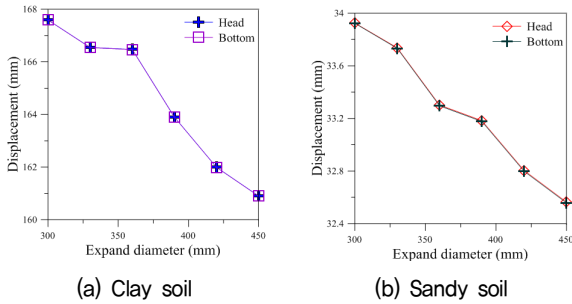 168
166
164
162
160
Displacement (mm)
Head
Bottom
300
350
400
450
Expand diameter (mm)
(a) Clay soil
34
33.6
33.2
32.8
32.4
Displacement (mm)
Head
Bottom
300
350
400
450
Expand diameter (mm)
(b) Sandy soil